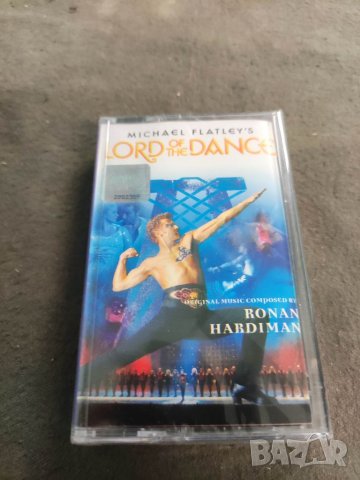 MICHAEL FLATLEY'S
LORD OF THE DANCE
ORIGINAL MUSIC COMPOSED BY
RONAN
HARDIMAN
BAZAR